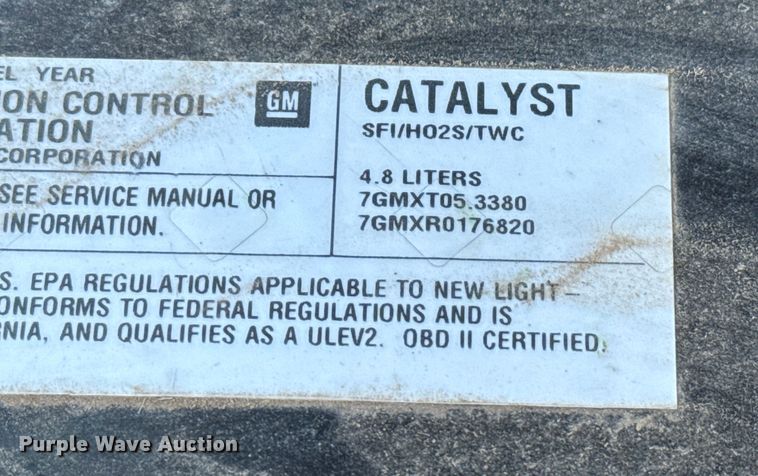 EL YEAR
ION CONTROL
ATION
CORPORATION
GM
CATALYST
SFI/HO2S/TWC
4.8 LITERS
7GMXT05.3380
7GMXR0176820
SEE SERVICE MANUAL OR
INFORMATION.
S. EPA REGULATIONS APPLICABLE TO NEW LIGHT-
ONFORMS TO FEDERAL REGULATIONS AND IS
RNIA, AND QUALIFIES AS A ULEV2. OBD II CERTIFIED.
Purple Wave Auction